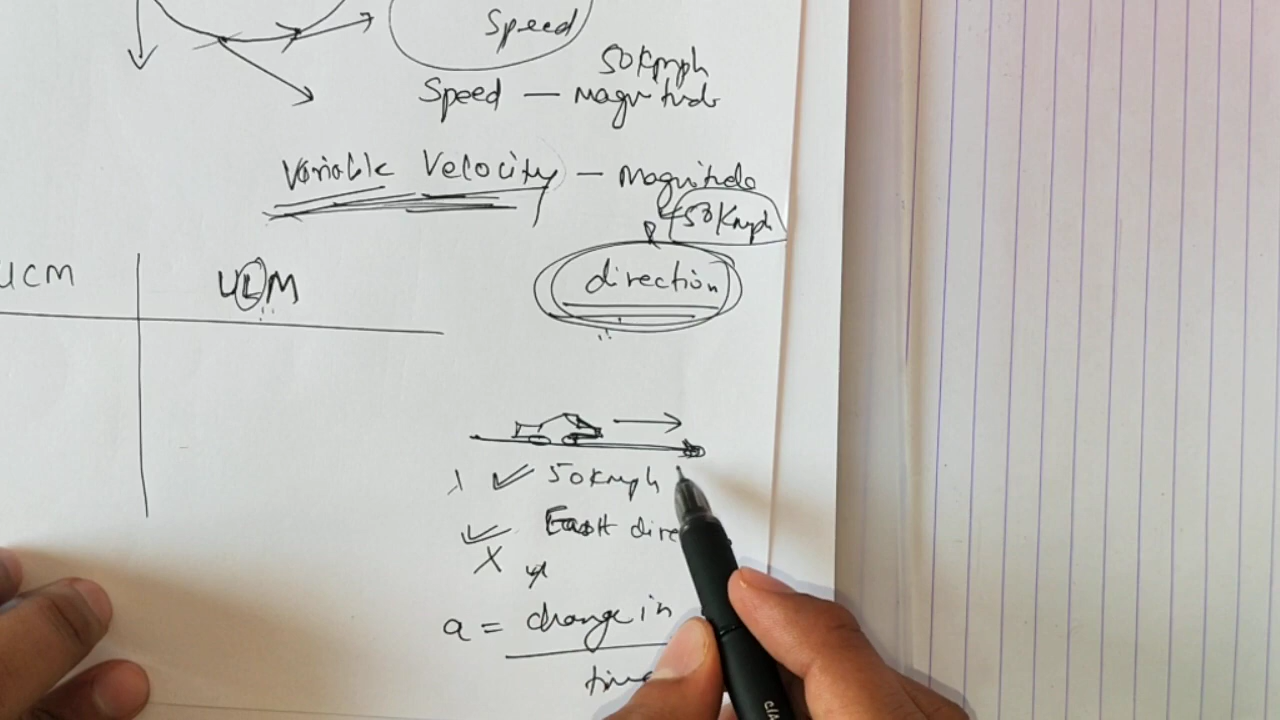 Speed
50Kmph
Speed — Magnitude
Variable Velocity — Magnitude
50Kmph
direction
UCM ULM
50Kmph
East dire
X
a = change in
time